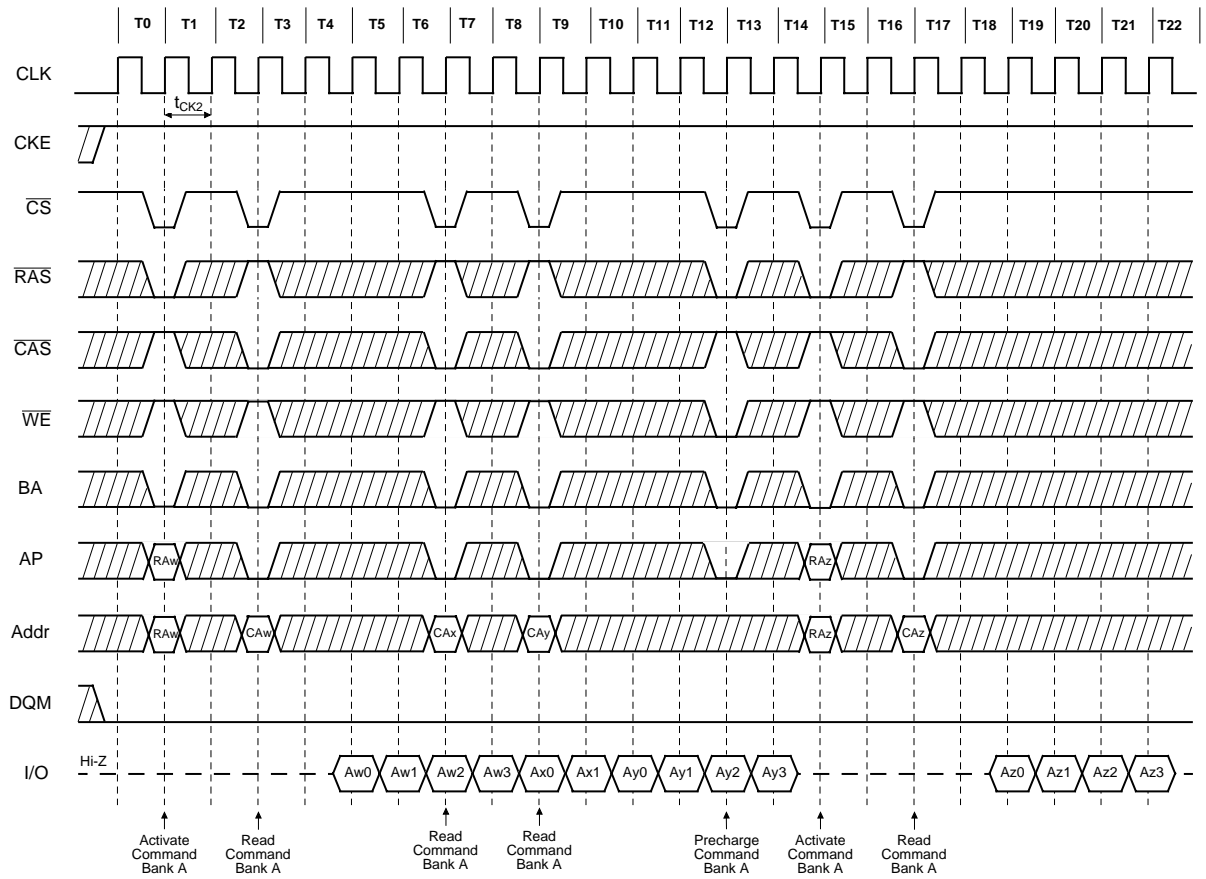 T0 T1 T2 T3 T4 T5 T6 T7 T8 T9 T10 T11 T12 T13 T14 T15 T16 T17 T18 T19 T20 T21 T22
CLK
tCK2
CKE
CS
RAS
CAS
WE
BA
AP
RAw RAz
Addr
RAw CAw CAx CAy RAz CAz
DQM
I/O
Hi-Z
Aw0 Aw1 Aw2 Aw3 Ax0 Ax1 Ay0 Ay1 Ay2 Ay3 Az0 Az1 Az2 Az3
Activate
Command
Bank A
Read
Command
Bank A
Read
Command
Bank A
Read
Command
Bank A
Precharge
Command
Bank A
Activate
Command
Bank A
Read
Command
Bank A